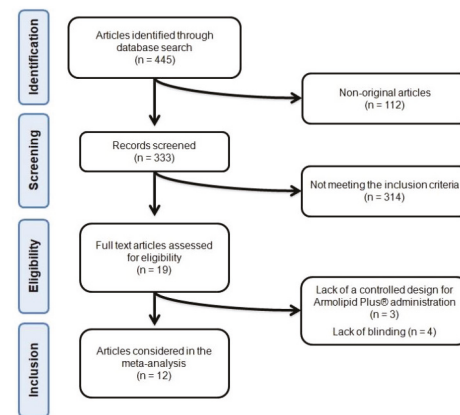 Identification
Articles identified through
database search
(n = 445)
Non-original articles
(n = 112)
Screening
Records screened
(n = 333)
Not meeting the inclusion criteria
(n = 314)
Eligibility
Full text articles assessed
for eligibility
(n = 19)
Lack of a controlled design for
Armolipid Plus® administration
(n = 3)
Lack of blinding (n = 4)
Inclusion
Articles considered in the
meta-analysis
(n = 12)